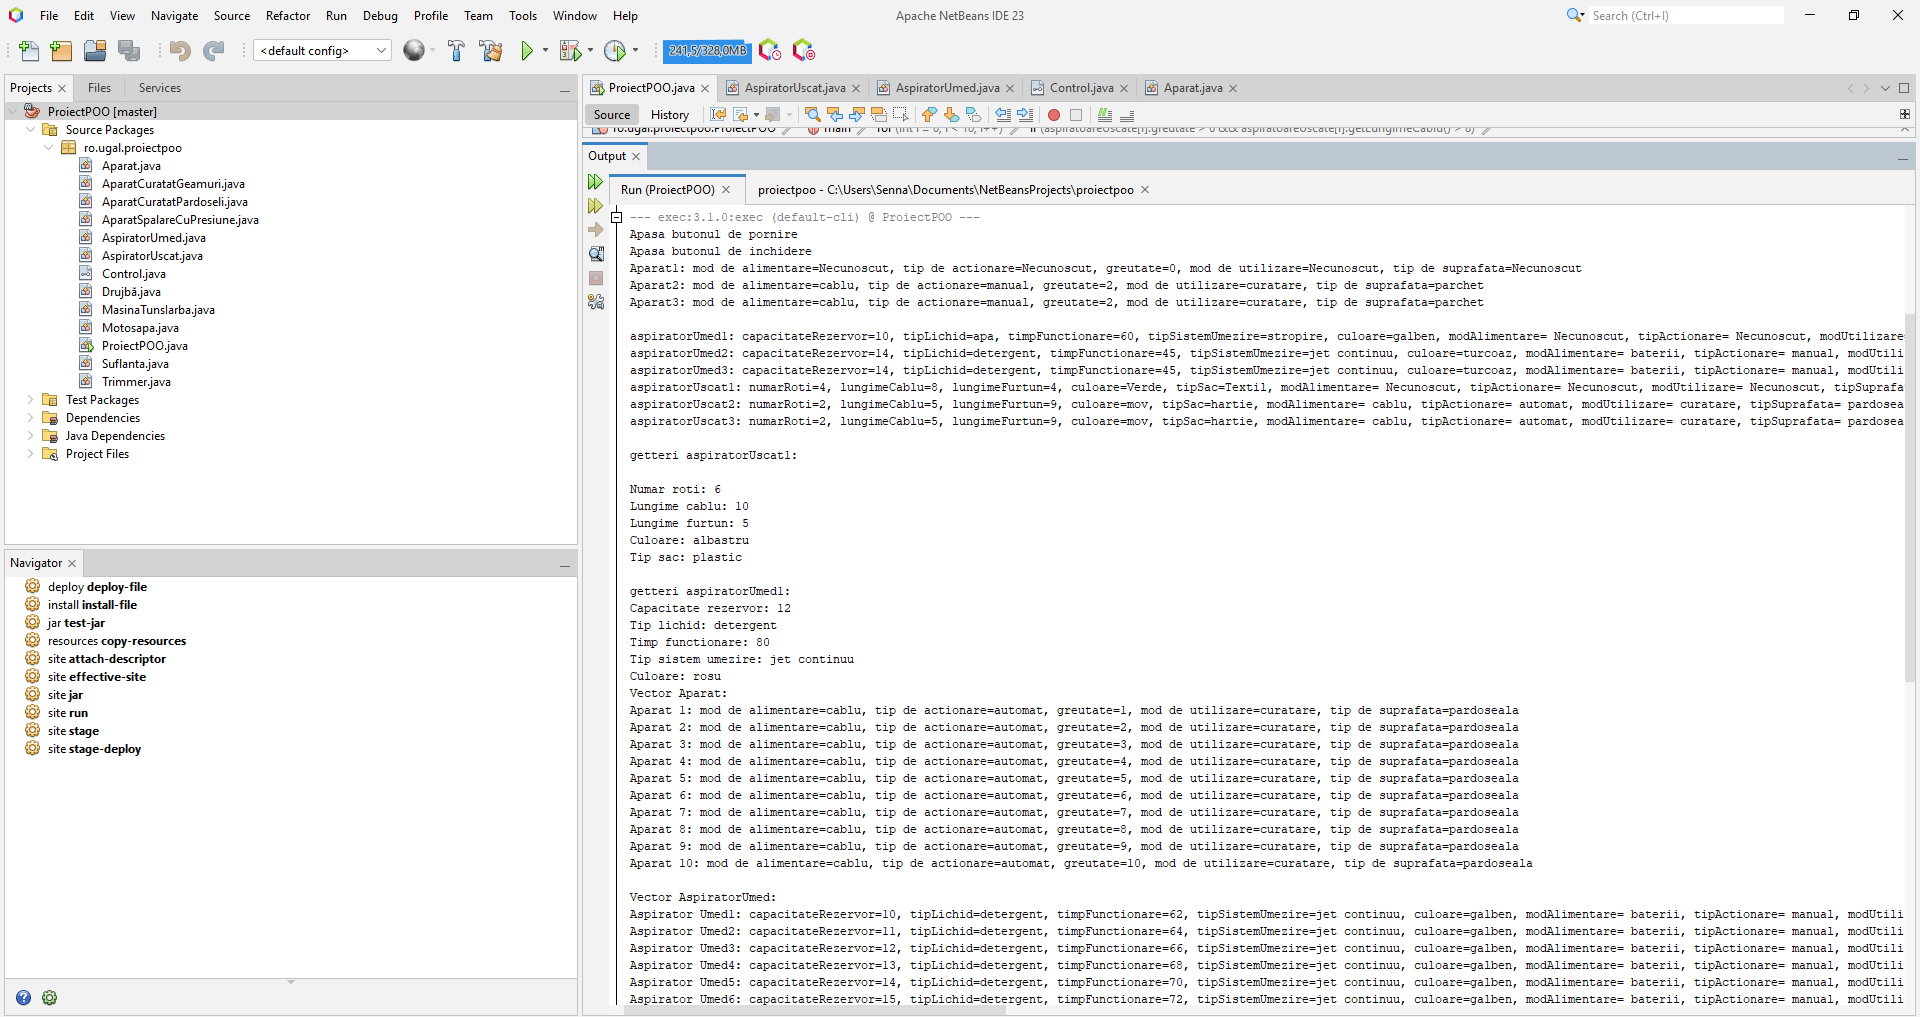 File Edit View Navigate Source Refactor Run Debug Profile Team Tools Window Help
Apache NetBeans IDE 23
Search (Ctrl+I)
<default config>
241,5/328,0MB
Projects Files Services
ProiectPOO [master]
Source Packages
ro.ugal.proiectpoo
Aparat.java
AparatCuratatGeamuri.java
AparatCuratatPardoseli.java
AparatSpalareCuPresiune.java
AspiratorUmed.java
AspiratorUscat.java
Control.java
Drujbă.java
MasinaTunsIarba.java
Motosapa.java
ProiectPOO.java
Suflanta.java
Trimmer.java
Test Packages
Dependencies
Java Dependencies
Project Files
Navigator
deploy deploy-file
install install-file
jar test-jar
resources copy-resources
site attach-descriptor
site effective-site
site jar
site run
site stage
site stage-deploy
ProiectPOO.java AspiratorUscat.java AspiratorUmed.java Control.java Aparat.java
Source History
ro.ugal.proiectpoo.ProiectPOO main for (int i = 0; i < 10; i++) if (aspiratoareUscate[i].greutate > 6 && aspiratoareUscate[i].getLungimeCablu() > 8)
Output
Run (ProiectPOO) proiectpoo - C:\Users\Senna\Documents\NetBeansProjects\proiectpoo
--- exec:3.1.0:exec (default-cli) @ ProiectPOO ---
Apasa butonul de pornire
Apasa butonul de inchidere
Aparat1: mod de alimentare=Necunoscut, tip de actionare=Necunoscut, greutate=0, mod de utilizare=Necunoscut, tip de suprafata=Necunoscut
Aparat2: mod de alimentare=cablu, tip de actionare=manual, greutate=2, mod de utilizare=curatare, tip de suprafata=parchet
Aparat3: mod de alimentare=cablu, tip de actionare=manual, greutate=2, mod de utilizare=curatare, tip de suprafata=parchet
aspiratorUmed1: capacitateRezervor=10, tipLichid=apa, timpFunctionare=60, tipSistemUmezire=stropire, culoare=galben, modAlimentare= Necunoscut, tipActionare= Necunoscut, modUtilizare=
aspiratorUmed2: capacitateRezervor=14, tipLichid=detergent, timpFunctionare=45, tipSistemUmezire=jet continuu, culoare=turcoaz, modAlimentare= baterii, tipActionare= manual, modUtili
aspiratorUmed3: capacitateRezervor=14, tipLichid=detergent, timpFunctionare=45, tipSistemUmezire=jet continuu, culoare=turcoaz, modAlimentare= baterii, tipActionare= manual, modUtili
aspiratorUscat1: numarRoti=4, lungimeCablu=8, lungimeFurtun=4, culoare=Verde, tipSac=Textil, modAlimentare= Necunoscut, tipActionare= Necunoscut, modUtilizare= Necunoscut, tipSuprafa
aspiratorUscat2: numarRoti=2, lungimeCablu=5, lungimeFurtun=9, culoare=mov, tipSac=hartie, modAlimentare= cablu, tipActionare= automat, modUtilizare= curatare, tipSuprafata= pardosea
aspiratorUscat3: numarRoti=2, lungimeCablu=5, lungimeFurtun=9, culoare=mov, tipSac=hartie, modAlimentare= cablu, tipActionare= automat, modUtilizare= curatare, tipSuprafata= pardosea
getteri aspiratorUscat1:
Numar roti: 6
Lungime cablu: 10
Lungime furtun: 5
Culoare: albastru
Tip sac: plastic
getteri aspiratorUmed1:
Capacitate rezervor: 12
Tip lichid: detergent
Timp functionare: 80
Tip sistem umezire: jet continuu
Culoare: rosu
Vector Aparat:
Aparat 1: mod de alimentare=cablu, tip de actionare=automat, greutate=1, mod de utilizare=curatare, tip de suprafata=pardoseala
Aparat 2: mod de alimentare=cablu, tip de actionare=automat, greutate=2, mod de utilizare=curatare, tip de suprafata=pardoseala
Aparat 3: mod de alimentare=cablu, tip de actionare=automat, greutate=3, mod de utilizare=curatare, tip de suprafata=pardoseala
Aparat 4: mod de alimentare=cablu, tip de actionare=automat, greutate=4, mod de utilizare=curatare, tip de suprafata=pardoseala
Aparat 5: mod de alimentare=cablu, tip de actionare=automat, greutate=5, mod de utilizare=curatare, tip de suprafata=pardoseala
Aparat 6: mod de alimentare=cablu, tip de actionare=automat, greutate=6, mod de utilizare=curatare, tip de suprafata=pardoseala
Aparat 7: mod de alimentare=cablu, tip de actionare=automat, greutate=7, mod de utilizare=curatare, tip de suprafata=pardoseala
Aparat 8: mod de alimentare=cablu, tip de actionare=automat, greutate=8, mod de utilizare=curatare, tip de suprafata=pardoseala
Aparat 9: mod de alimentare=cablu, tip de actionare=automat, greutate=9, mod de utilizare=curatare, tip de suprafata=pardoseala
Aparat 10: mod de alimentare=cablu, tip de actionare=automat, greutate=10, mod de utilizare=curatare, tip de suprafata=pardoseala
Vector AspiratorUmed:
Aspirator Umed1: capacitateRezervor=10, tipLichid=detergent, timpFunctionare=62, tipSistemUmezire=jet continuu, culoare=galben, modAlimentare= baterii, tipActionare= manual, modUtili
Aspirator Umed2: capacitateRezervor=11, tipLichid=detergent, timpFunctionare=64, tipSistemUmezire=jet continuu, culoare=galben, modAlimentare= baterii, tipActionare= manual, modUtili
Aspirator Umed3: capacitateRezervor=12, tipLichid=detergent, timpFunctionare=66, tipSistemUmezire=jet continuu, culoare=galben, modAlimentare= baterii, tipActionare= manual, modUtili
Aspirator Umed4: capacitateRezervor=13, tipLichid=detergent, timpFunctionare=68, tipSistemUmezire=jet continuu, culoare=galben, modAlimentare= baterii, tipActionare= manual, modUtili
Aspirator Umed5: capacitateRezervor=14, tipLichid=detergent, timpFunctionare=70, tipSistemUmezire=jet continuu, culoare=galben, modAlimentare= baterii, tipActionare= manual, modUtili
Aspirator Umed6: capacitateRezervor=15, tipLichid=detergent, timpFunctionare=72, tipSistemUmezire=jet continuu, culoare=galben, modAlimentare= baterii, tipActionare= manual, modUtili